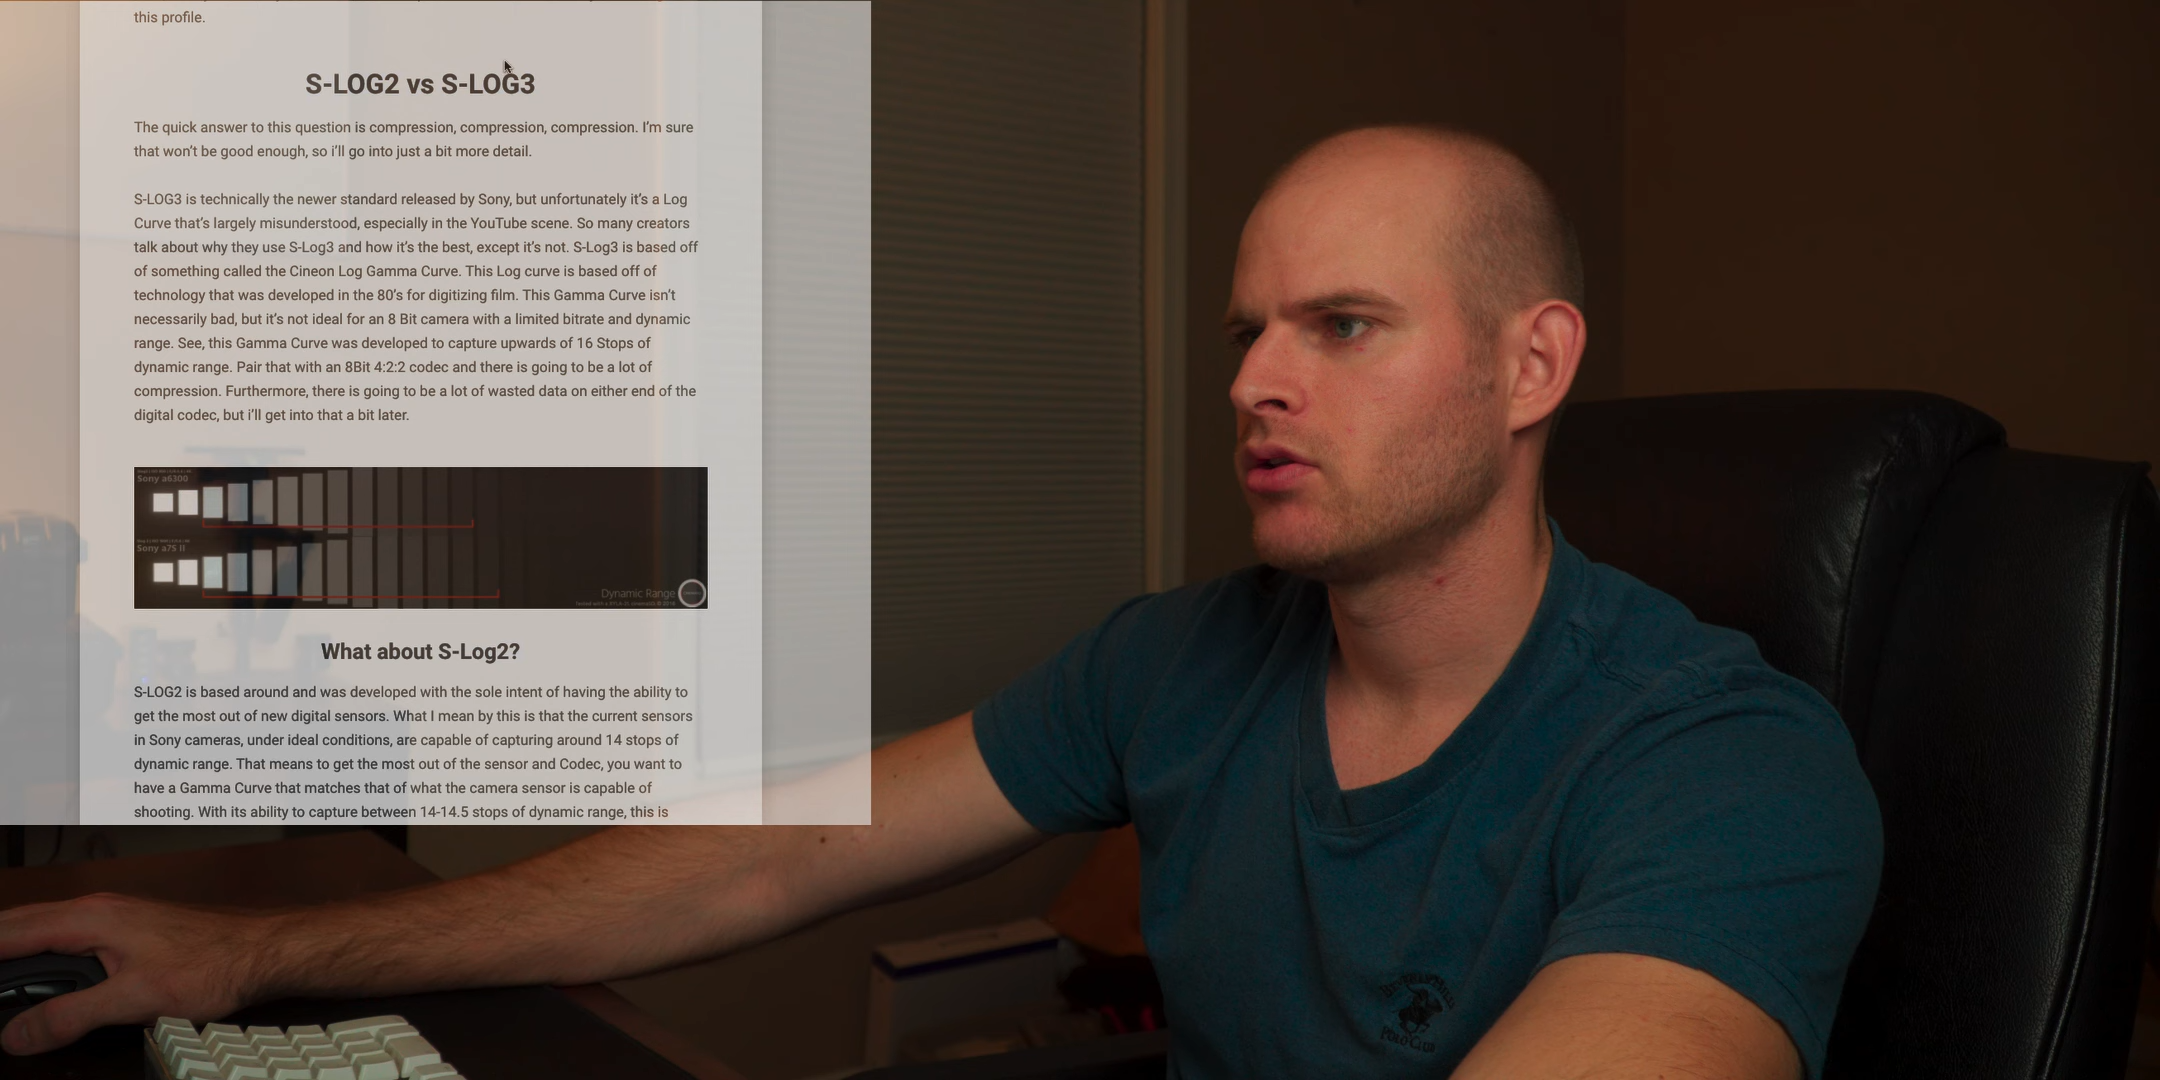 this profile.
S-LOG2 vs S-LOG3
The quick answer to this question is compression, compression, compression. I'm sure
that won't be good enough, so i'll go into just a bit more detail.
S-LOG3 is technically the newer standard released by Sony, but unfortunately it's a Log
Curve that's largely misunderstood, especially in the YouTube scene. So many creators
talk about why they use S-Log3 and how it's the best, except it's not. S-Log3 is based off
of something called the Cineon Log Gamma Curve. This Log curve is based off of
technology that was developed in the 80's for digitizing film. This Gamma Curve isn't
necessarily bad, but it's not ideal for an 8 Bit camera with a limited bitrate and dynamic
range. See, this Gamma Curve was developed to capture upwards of 16 Stops of
dynamic range. Pair that with an 8Bit 4:2:2 codec and there is going to be a lot of
compression. Furthermore, there is going to be a lot of wasted data on either end of the
digital codec, but i'll get into that a bit later.
Sony a6300
Sony a7S II
Dynamic Range
What about S-Log2?
S-LOG2 is based around and was developed with the sole intent of having the ability to
get the most out of new digital sensors. What I mean by this is that the current sensors
in Sony cameras, under ideal conditions, are capable of capturing around 14 stops of
dynamic range. That means to get the most out of the sensor and Codec, you want to
have a Gamma Curve that matches that of what the camera sensor is capable of
shooting. With its ability to capture between 14-14.5 stops of dynamic range, this is
POLO CLUB